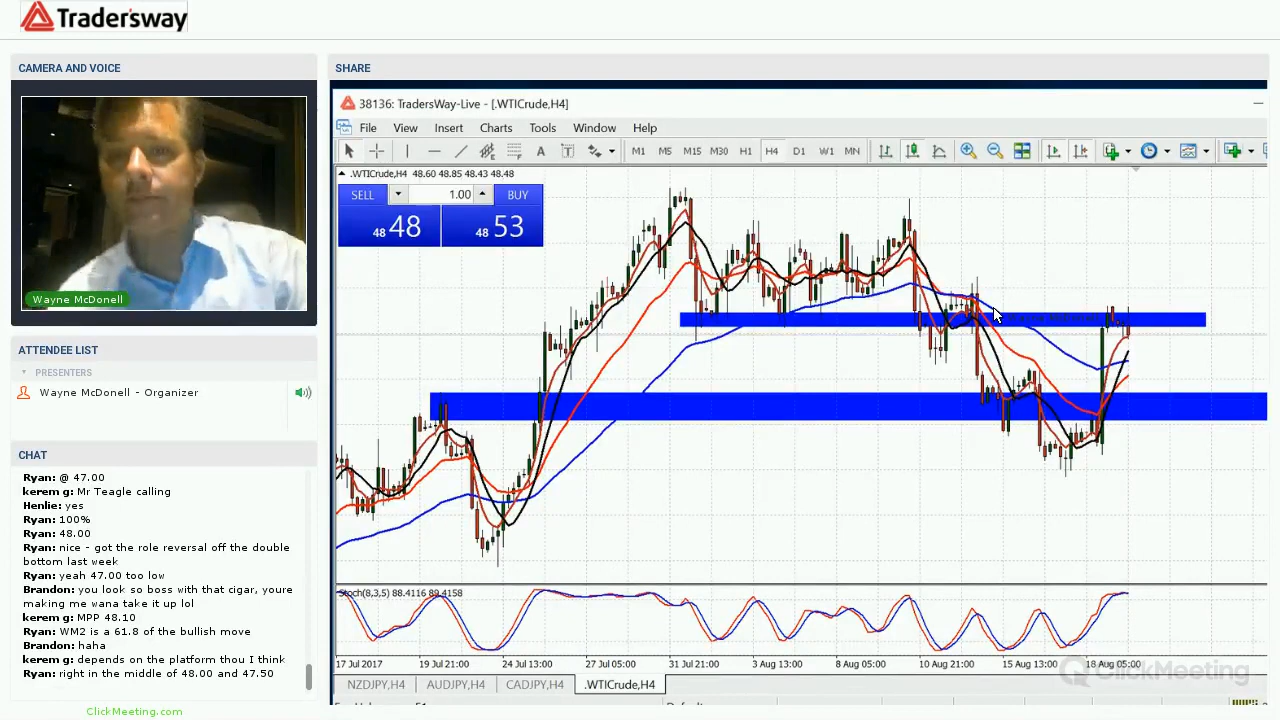 Tradersway
CAMERA AND VOICE
Wayne McDonell
ATTENDEE LIST
PRESENTERS
Wayne McDonell - Organizer
CHAT
Ryan: @ 47.00
kerem g: Mr Teagle calling
Henlie: yes
Ryan: 100%
Ryan: 48.00
Ryan: nice - got the role reversal off the double
bottom last week
Ryan: yeah 47.00 too low
Brandon: you look so boss with that cigar, youre
making me wana take it up lol
kerem g: MPP 48.10
Ryan: WM2 is a 61.8 of the bullish move
Brandon: haha
kerem g: depends on the platform thou I think
Ryan: right in the middle of 48.00 and 47.50
ClickMeeting.com
SHARE
38136: TradersWay-Live - [.WTICrude,H4]
File View Insert Charts Tools Window Help
A T M1 M5 M15 M30 H1 H4 D1 W1 MN
.WTICrude,H4 48.60 48.85 48.43 48.48
SELL 1.00 BUY
48 48 48 53
Stoch(8,3,5) 88.4116 89.4158
17 Jul 2017 19 Jul 21:00 24 Jul 13:00 27 Jul 05:00 31 Jul 21:00 3 Aug 13:00 8 Aug 05:00 10 Aug 21:00 15 Aug 13:00 18 Aug 05:00
ClickMeeting
NZDJPY,H4 AUDJPY,H4 CADJPY,H4 .WTICrude,H4